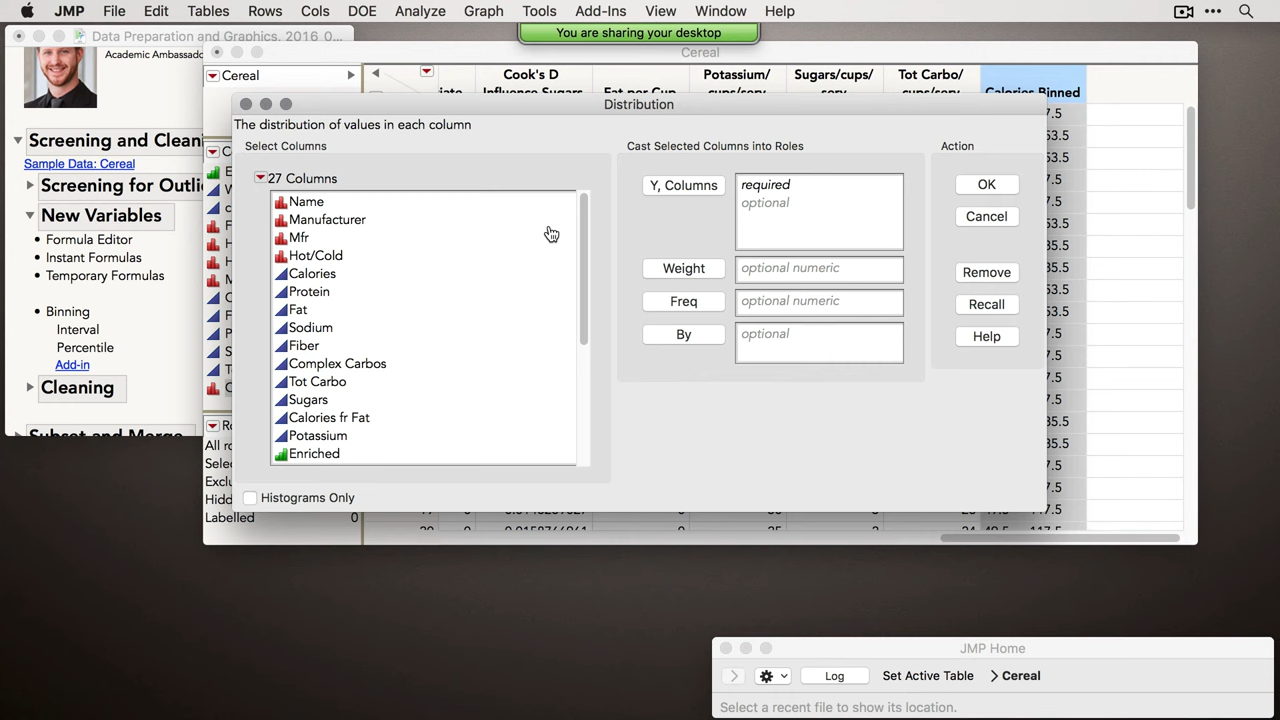 JMP File Edit Tables Rows Cols DOE Analyze Graph Tools Add-Ins View Window Help
You are sharing your desktop
Data Preparation and Graphics, 2016
Academic Ambassado
Screening and Clean
Sample Data: Cereal
Screening for Outli
New Variables
Formula Editor
Instant Formulas
Temporary Formulas
Binning
Interval
Percentile
Add-in
Cleaning
Subset and Merge
Cereal
Cereal
Cook's D
Influence Sugars
Fat per Cup
Potassium/
cups/serv
Sugars/cups/
serv
Tot Carbo/
cups/serv
Calories Binned
Distribution
The distribution of values in each column
Select Columns
27 Columns
Name
Manufacturer
Mfr
Hot/Cold
Calories
Protein
Fat
Sodium
Fiber
Complex Carbos
Tot Carbo
Sugars
Calories fr Fat
Potassium
Enriched
Histograms Only
Cast Selected Columns into Roles
Y, Columns
required
optional
Weight
optional numeric
Freq
optional numeric
By
optional
Action
OK
Cancel
Remove
Recall
Help
All ro
Selec
Exclu
Hidd
Labelled 0
JMP Home
Log Set Active Table Cereal
Select a recent file to show its location.